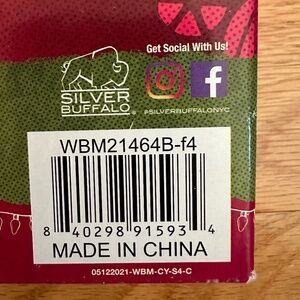 Get Social With Us!
SILVER
BUFFALO®
#SILVERBUFFALONYC
WBM21464B-f4
8 40298 91593 4
MADE IN CHINA
05122021-WBM-CY-S4-C